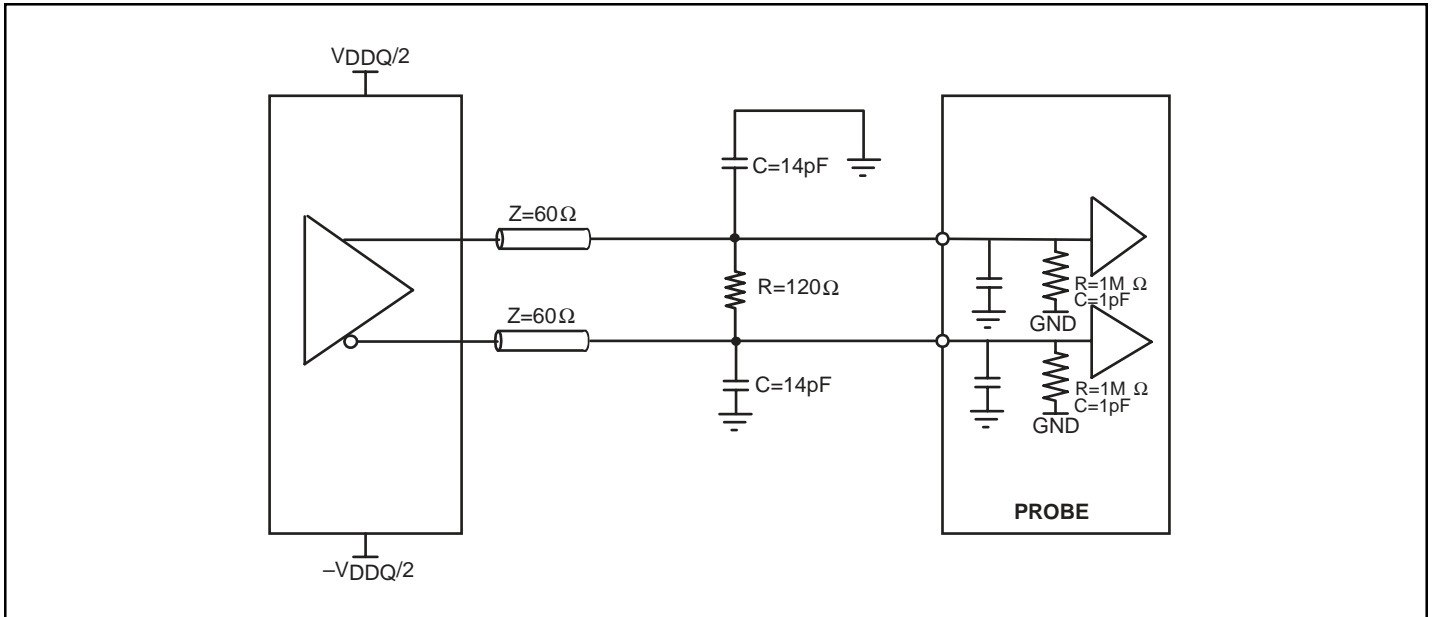 VDDQ/2
C=14pF
Z=60Ω
R=120Ω
R=1M Ω
C=1pF
GND
Z=60Ω
C=14pF
R=1M Ω
C=1pF
GND
PROBE
–VDDQ/2